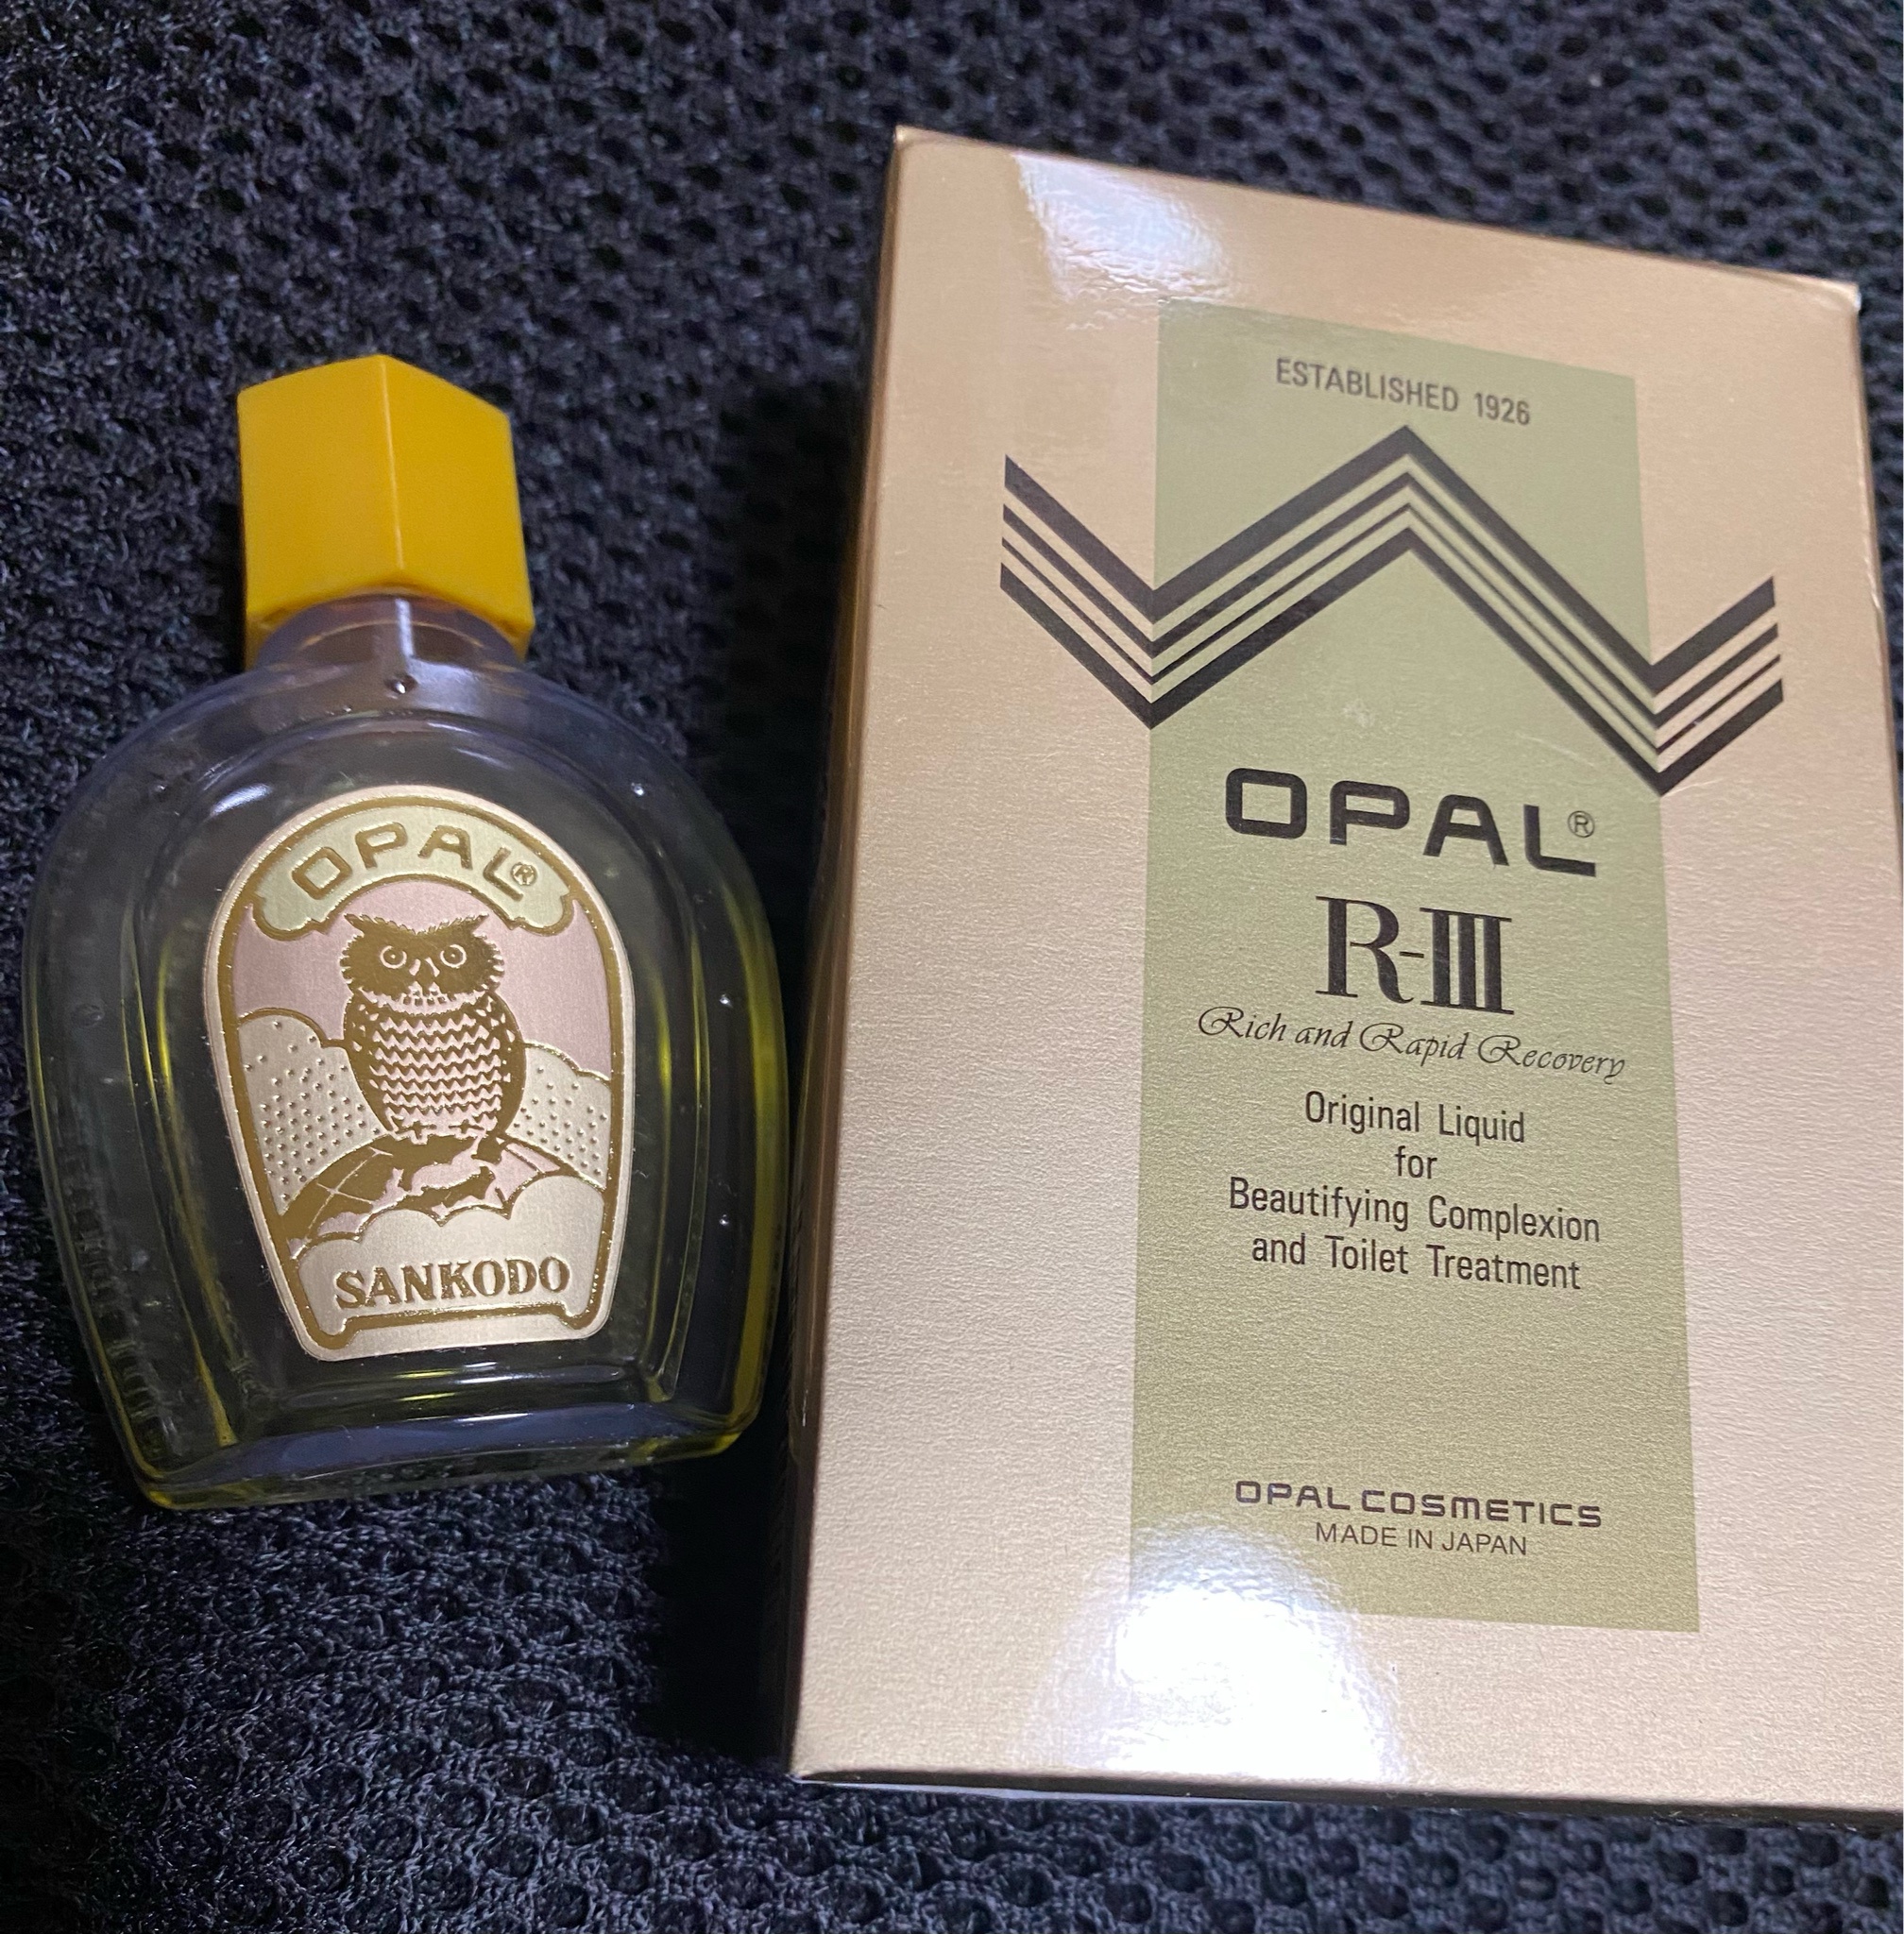 OPAL®
SANKODO
ESTABLISHED 1926
OPAL®
R-III
Rich and Rapid Recovery
Original Liquid
for
Beautifying Complexion
and Toilet Treatment
OPAL COSMETICS
MADE IN JAPAN